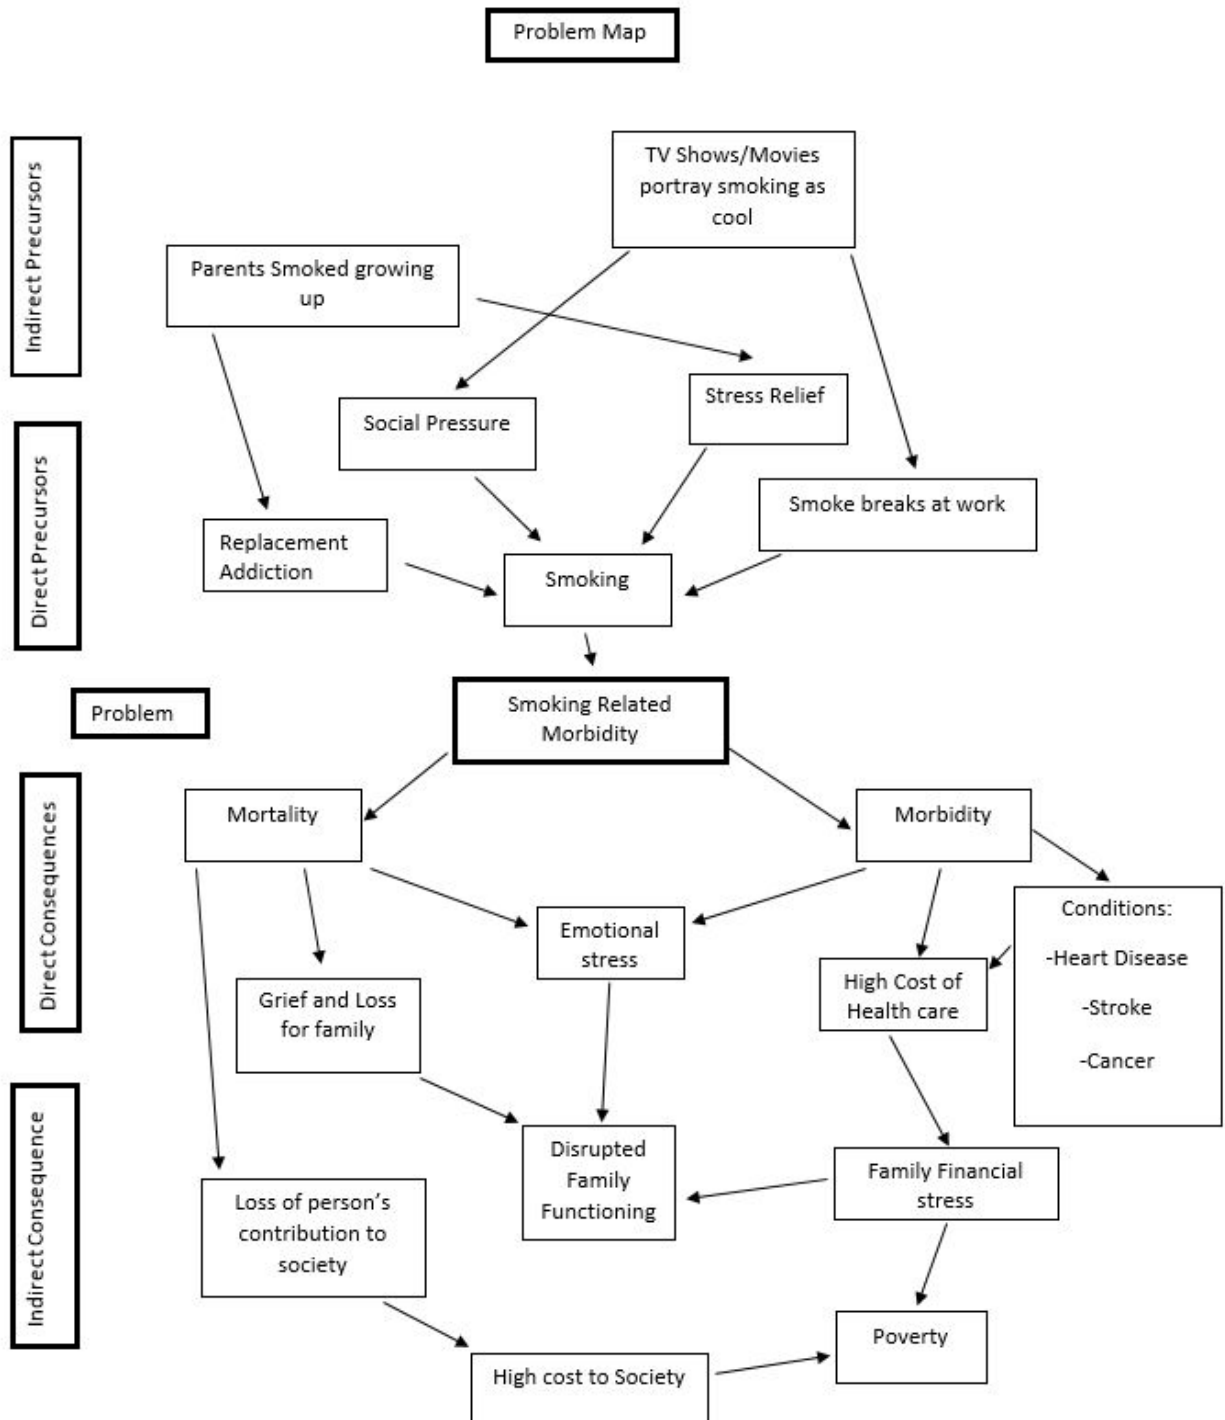 Problem Map
Indirect Precursors
TV Shows/Movies
portray smoking as
cool
Parents Smoked growing
up
Stress Relief
Social Pressure
Direct Precursors
Smoke breaks at work
Replacement
Addiction
Smoking
Problem
Smoking Related
Morbidity
Direct Consequences
Mortality
Morbidity
Conditions:
-Heart Disease
-Stroke
-Cancer
Emotional
stress
High Cost of
Health care
Grief and Loss
for family
Indirect Consequence
Disrupted
Family
Functioning
Family Financial
stress
Loss of person’s
contribution to
society
Poverty
High cost to Society